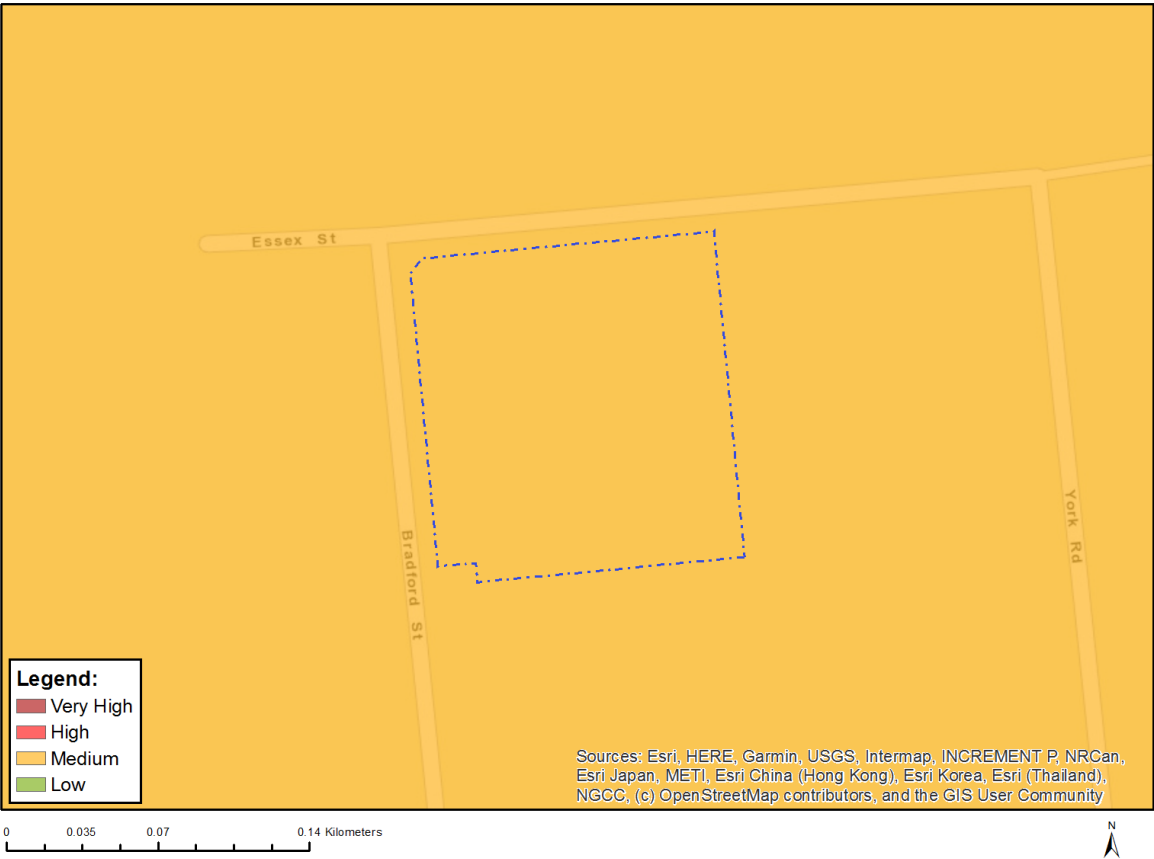 Essex St
Bradford St
York Rd
Legend:
Very High
High
Medium
Low
Sources: Esri, HERE, Garmin, USGS, Intermap, INCREMENT P, NRCan,
Esri Japan, METI, Esri China (Hong Kong), Esri Korea, Esri (Thailand),
NGCC, (c) OpenStreetMap contributors, and the GIS User Community
0 0.035 0.07 0.14 Kilometers
N